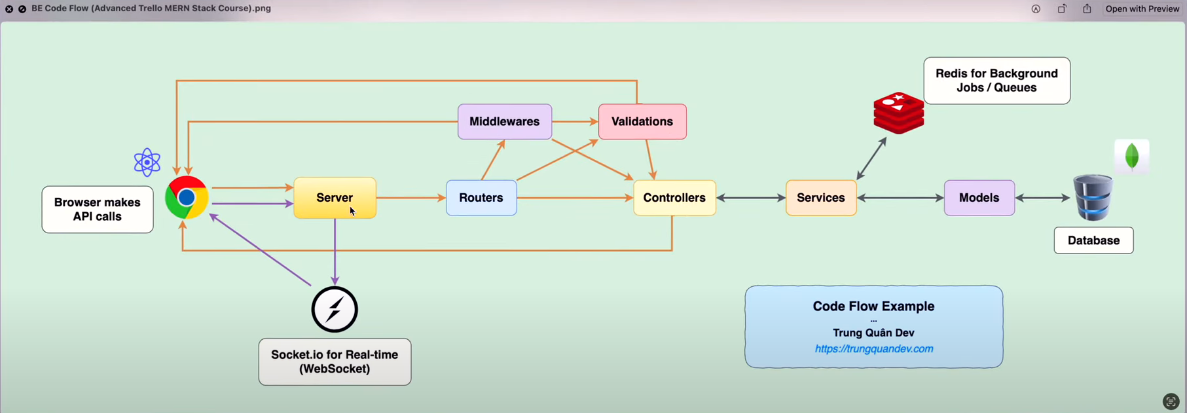 BE Code Flow (Advanced Trello MERN Stack Course).png
Open with Preview
Redis for Background
Jobs / Queues
Middlewares
Validations
Browser makes
API calls
Server
Routers
Controllers
Services
Models
Database
Socket.io for Real-time
(WebSocket)
Code Flow Example
...
Trung Quân Dev
https://trungquandev.com